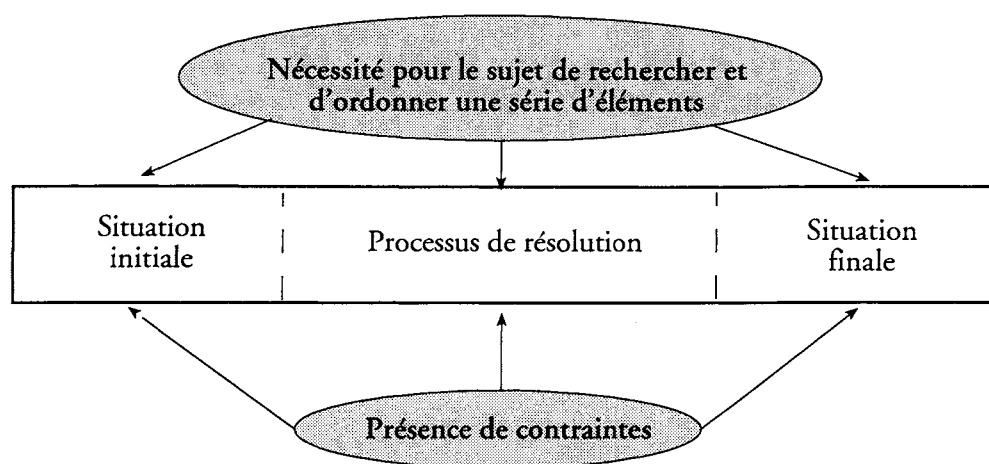 Nécessité pour le sujet de rechercher et
d'ordonner une série d'éléments
Situation
initiale
Processus de résolution
Situation
finale
Présence de contraintes